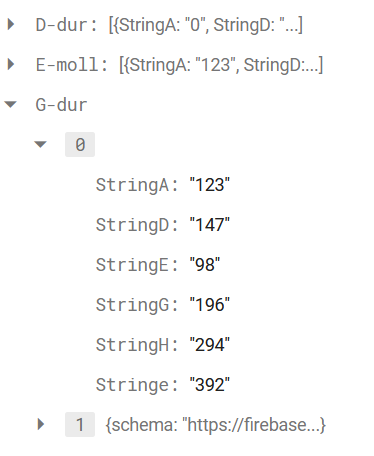 D-dur: [{StringA: "0", StringD: "...]
E-moll: [{StringA: "123", StringD:...]
G-dur
0
StringA: "123"
StringD: "147"
StringE: "98"
StringG: "196"
StringH: "294"
Stringe: "392"
1 {schema: "https://firebase...}